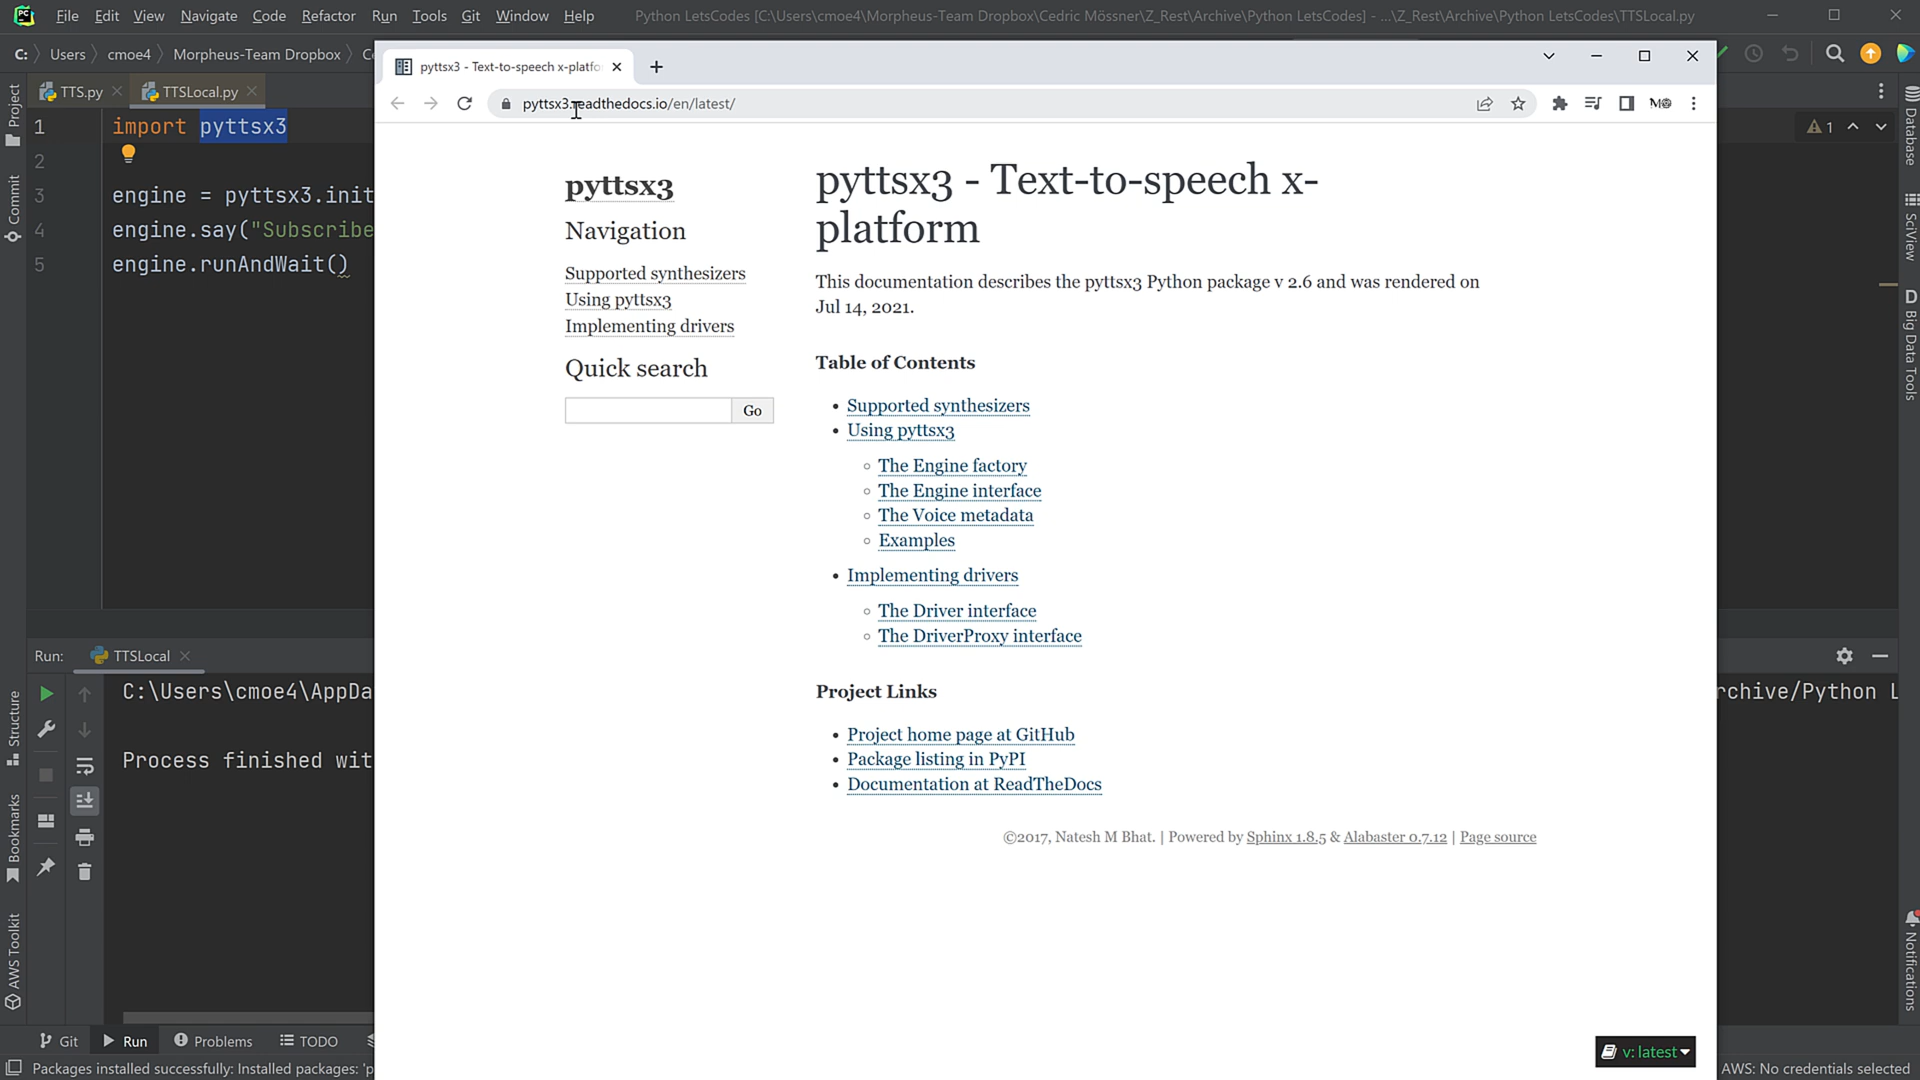 File Edit View Navigate Code Refactor Run Tools Git Window Help Python LetsCodes [C:\Users\cmoe4\Morpheus-Team Dropbox\Cedric Mössner\Z_Rest\Archive\Python LetsCodes] - ...\Z_Rest\Archive\Python LetsCodes\TTSLocal.py
C: Users cmoe4 Morpheus-Team Dropbox
pyttsx3 - Text-to-speech x-platfo
TTS.py TTSLocal.py
pyttsx3.readthedocs.io/en/latest/
Project
Commit
1 import pyttsx3
2
3 engine = pyttsx3.init
4 engine.say("Subscribe
5 engine.runAndWait()
1
Database
SciView
D Big Data Tools
pyttsx3
Navigation
Supported synthesizers
Using pyttsx3
Implementing drivers
Quick search
Go
pyttsx3 - Text-to-speech x-
platform
This documentation describes the pyttsx3 Python package v 2.6 and was rendered on
Jul 14, 2021.
Table of Contents
• Supported synthesizers
• Using pyttsx3
◦ The Engine factory
◦ The Engine interface
◦ The Voice metadata
◦ Examples
• Implementing drivers
◦ The Driver interface
◦ The DriverProxy interface
Project Links
• Project home page at GitHub
• Package listing in PyPI
• Documentation at ReadTheDocs
©2017, Natesh M Bhat. | Powered by Sphinx 1.8.5 & Alabaster 0.7.12 | Page source
v: latest
Run: TTSLocal
C:\Users\cmoe4\AppDa
rchive/Python L
Process finished wit
Structure
Bookmarks
AWS Toolkit
Notifications
Git Run Problems TODO
Packages installed successfully: Installed packages: 'p
AWS: No credentials selected